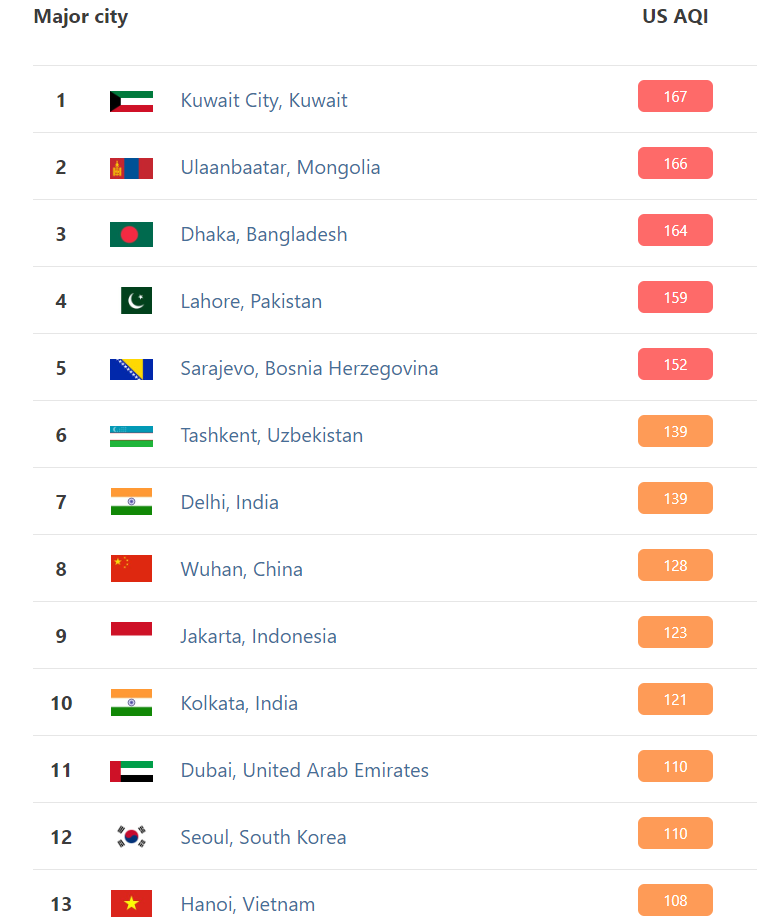 Major city US AQI
1 Kuwait City, Kuwait 167
2 Ulaanbaatar, Mongolia 166
3 Dhaka, Bangladesh 164
4 Lahore, Pakistan 159
5 Sarajevo, Bosnia Herzegovina 152
6 Tashkent, Uzbekistan 139
7 Delhi, India 139
8 Wuhan, China 128
9 Jakarta, Indonesia 123
10 Kolkata, India 121
11 Dubai, United Arab Emirates 110
12 Seoul, South Korea 110
13 Hanoi, Vietnam 108